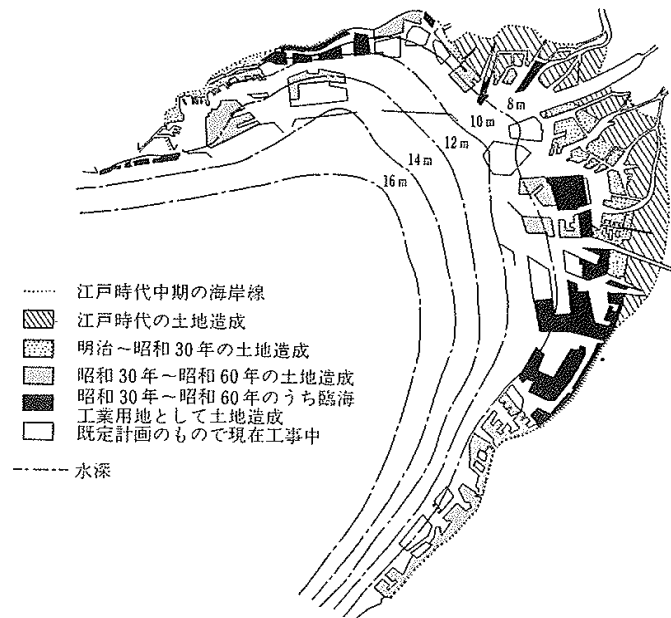 8m
10m
12m
14m
16m
江戸時代中期の海岸線
江戸時代の土地造成
明治～昭和30年の土地造成
昭和30年～昭和60年の土地造成
昭和30年～昭和60年のうち臨海
工業用地として土地造成
既定計画のもので現在工事中
水深